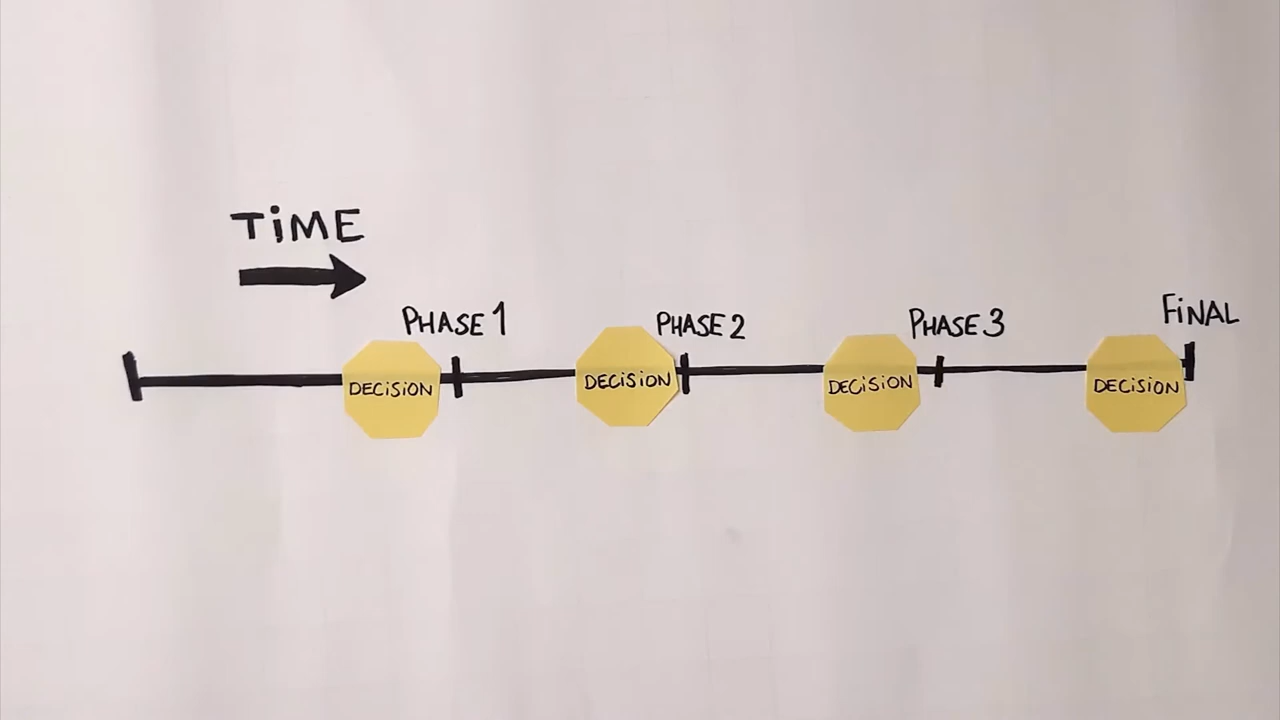 TiME
PHASE 1
PHASE 2
PHASE 3
FiNAL
DECiSiON
DECiSiON
DECiSiON
DECiSiON